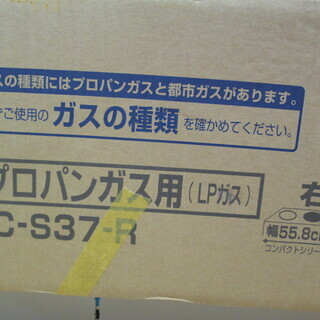 スの種類にはプロパンガスと都市ガスがあります。
でご使用の ガスの種類 を確かめてください。
プロパンガス用(LPガス)
右
C-S37-R
幅55.8c
コンパクトシリー